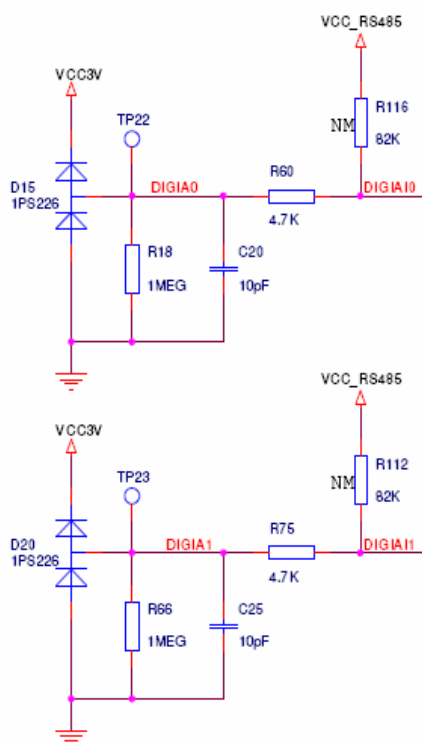 VCC_RS485
VCC3V
TP22
R116
NM
82K
R60
D15
1PS226
DIGIA0
DIGIAI0
4.7K
R18
C20
1MEG
10pF
VCC_RS485
VCC3V
TP23
R112
NM
82K
R75
D20
1PS226
DIGIA1
DIGIAI1
4.7K
R66
C25
1MEG
10pF